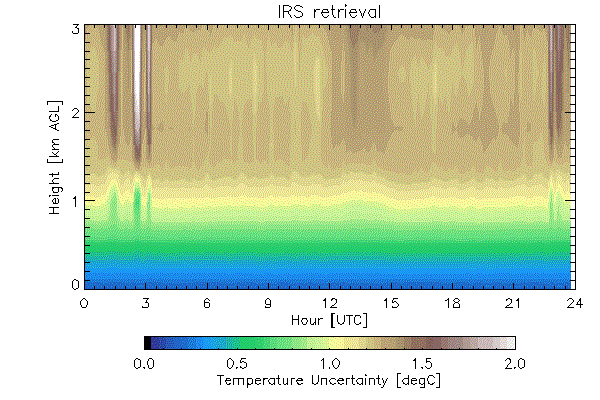 IRS retrieval
3
2
1
0
Height [km AGL]
0 3 6 9 12 15 18 21 24
Hour [UTC]
0.0 0.5 1.0 1.5 2.0
Temperature Uncertainty [degC]